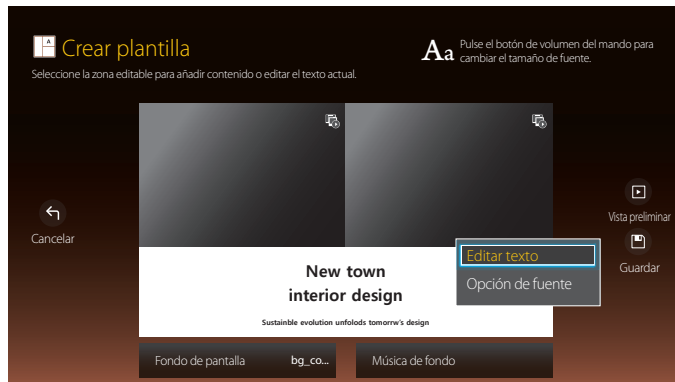 Crear plantilla
Seleccione la zona editable para añadir contenido o editar el texto actual.
Aa
Pulse el botón de volumen del mando para
cambiar el tamaño de fuente.
Cancelar
New town
interior design
Sustainble evolution unfolods tomorrw's design
Editar texto
Opción de fuente
Vista preliminar
Guardar
Fondo de pantalla
bg_co...
Música de fondo